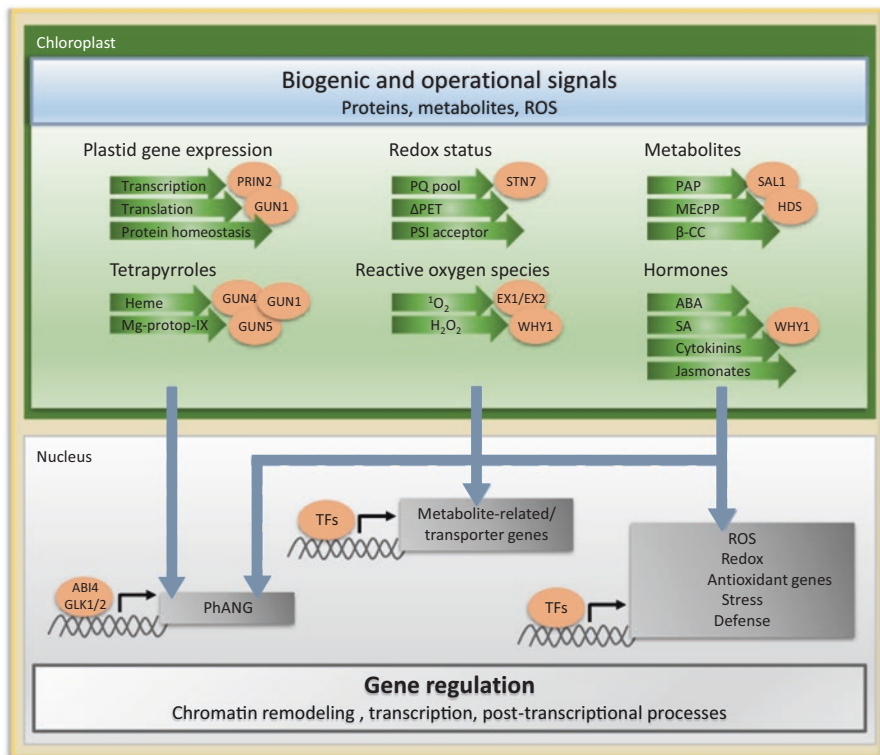 Chloroplast
Biogenic and operational signals
Proteins, metabolites, ROS
Plastid gene expression
Transcription
PRIN2
Translation
GUN1
Protein homeostasis
Redox status
PQ pool
STN7
ΔPET
PSI acceptor
Metabolites
PAP
SAL1
MEcPP
HDS
β-CC
Tetrapyrroles
Heme
GUN4
GUN1
Mg-protop-IX
GUN5
Reactive oxygen species
¹O₂
EX1/EX2
H₂O₂
WHY1
Hormones
ABA
SA
WHY1
Cytokinins
Jasmonates
Nucleus
TFs
Metabolite-related/
transporter genes
ABI4
GLK1/2
PhANG
TFs
ROS
Redox
Antioxidant genes
Stress
Defense
Gene regulation
Chromatin remodeling , transcription, post-transcriptional processes